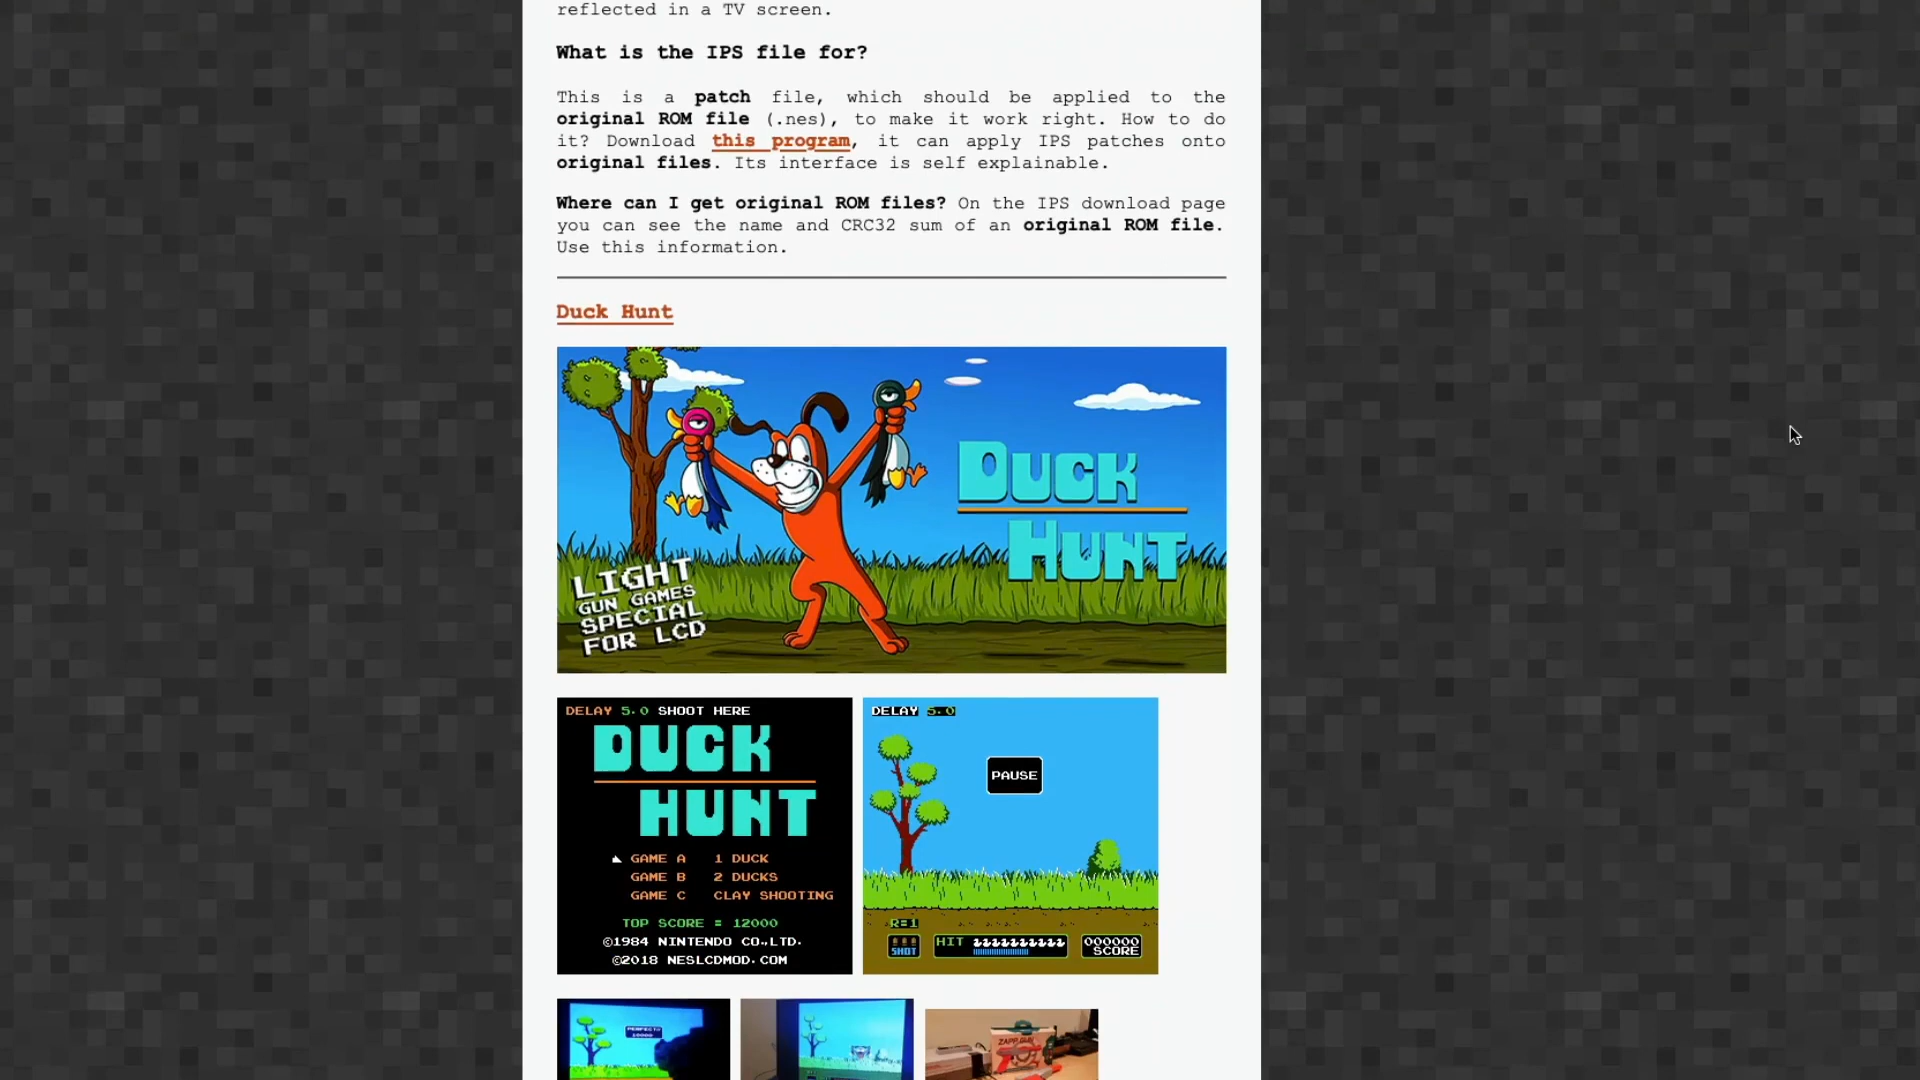 reflected in a TV screen.
What is the IPS file for?
This is a patch file, which should be applied to the
original ROM file (.nes), to make it work right. How to do
it? Download this program, it can apply IPS patches onto
original files. Its interface is self explainable.
Where can I get original ROM files? On the IPS download page
you can see the name and CRC32 sum of an original ROM file.
Use this information.
Duck Hunt
DUCK
HUNT
LIGHT
GUN GAMES
SPECIAL
FOR LCD
DELAY 5.0 SHOOT HERE
DUCK
HUNT
GAME A 1 DUCK
GAME B 2 DUCKS
GAME C CLAY SHOOTING
TOP SCORE = 12000
©1984 NINTENDO CO.,LTD.
©2018 NESLCDMOD.COM
DELAY 5.0
PAUSE
R=1
SHOT
HIT
000000
SCORE
PERFECT!!
10000
ZAPP GUN